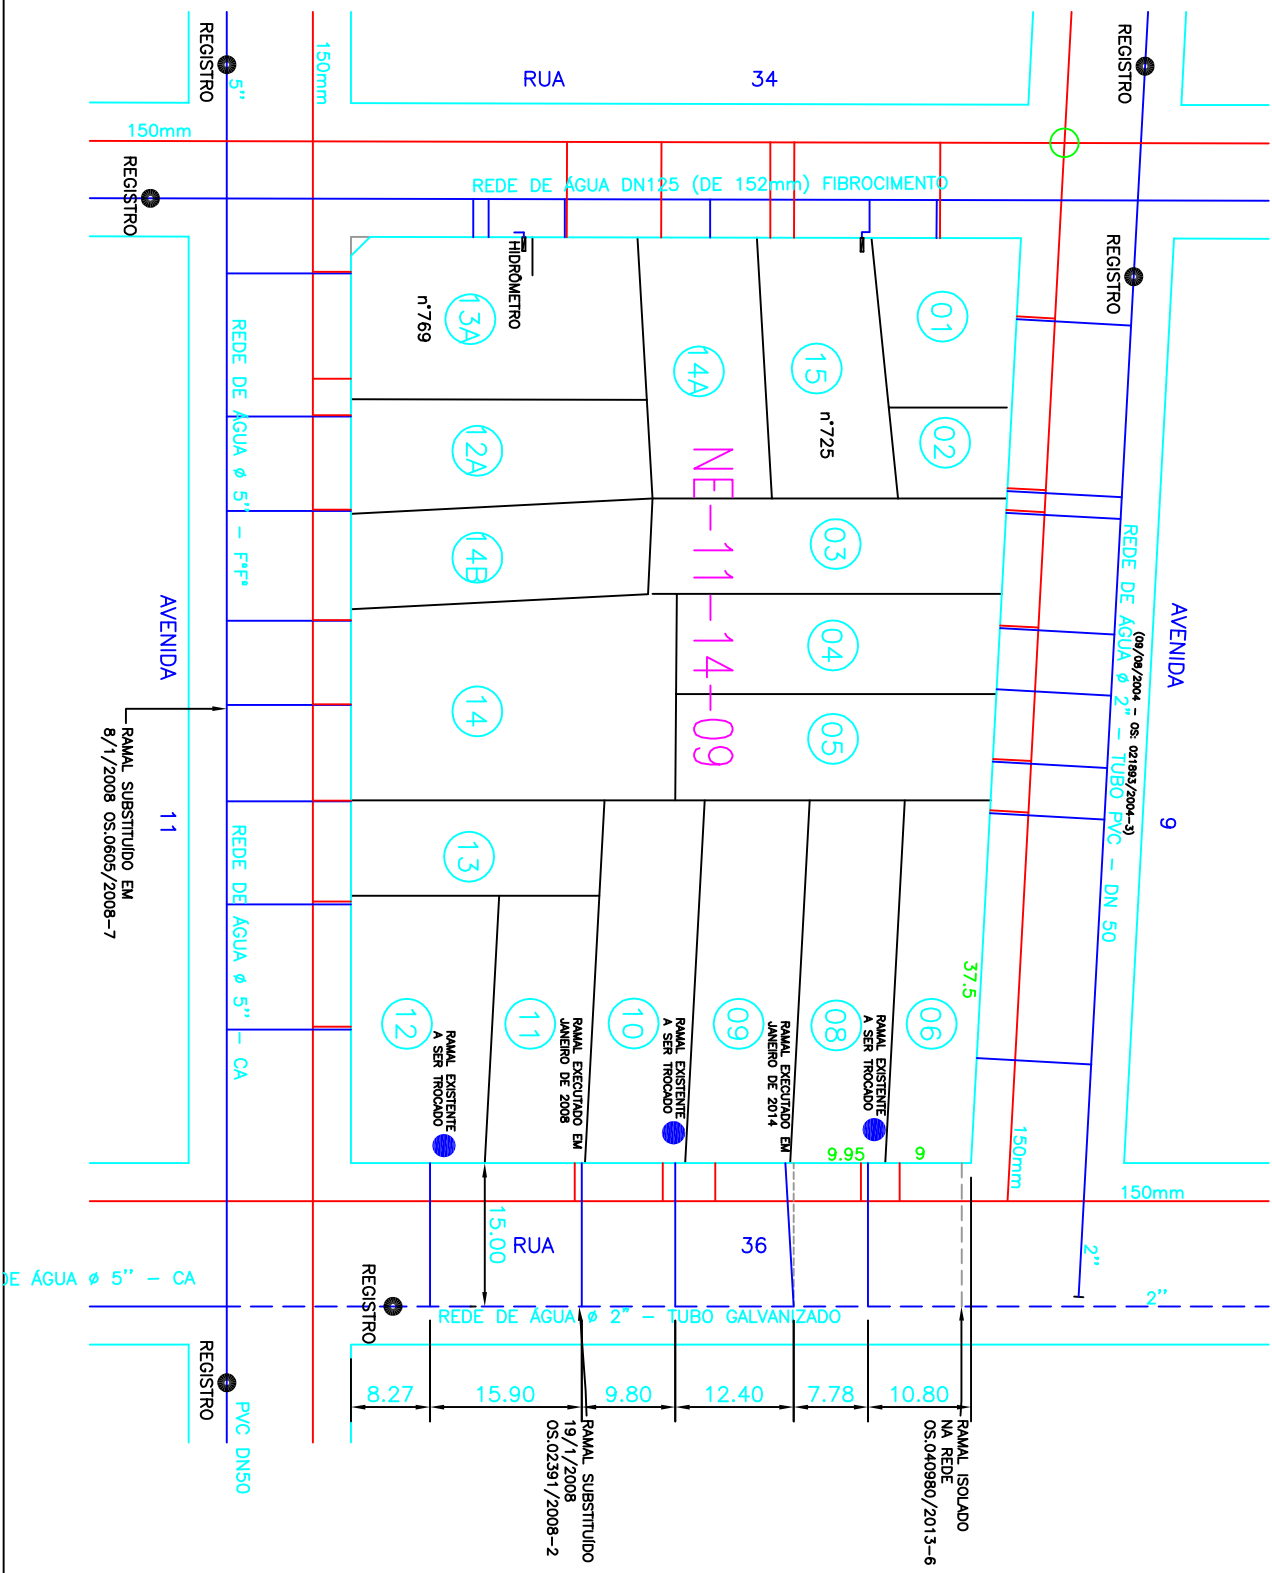 REGISTRO
5''
150mm
RUA 34
REGISTRO
150mm
REGISTRO
REDE DE ÁGUA DN125 (DE 152mm) FIBROCIMENTO
REGISTRO
HIDRÔMETRO
13A
n°769
14A
15
n°725
01
02
12A
14B
03
04
05
14
NE-11-14-09
REDE DE ÁGUA ø 5'' - F°F°
AVENIDA 11
RAMAL SUBSTITUÍDO EM
8/1/2008 OS.0605/2008-7
REDE DE ÁGUA ø 5'' - CA
AVENIDA 9
(09/08/2004 - OS: 021893/2004-3)
REDE DE ÁGUA ø 2'' - TUBO PVC - DN 50
13
12
11
10
09
08
06
37.5
RAMAL EXISTENTE
A SER TROCADO
RAMAL EXECUTADO EM
JANEIRO DE 2008
RAMAL EXISTENTE
A SER TROCADO
RAMAL EXECUTADO EM
JANEIRO DE 2014
RAMAL EXISTENTE
A SER TROCADO
9.95
9
150mm
150mm
15.00
RUA 36
2''
2''
DE ÁGUA ø 5'' - CA
REGISTRO
REDE DE ÁGUA ø 2'' - TUBO GALVANIZADO
REGISTRO
PVC DN50
8.27
15.90
9.80
12.40
7.78
10.80
RAMAL SUBSTITUÍDO
19/1/2008
OS.02391/2008-2
RAMAL ISOLADO
NA REDE
OS.040980/2013-6